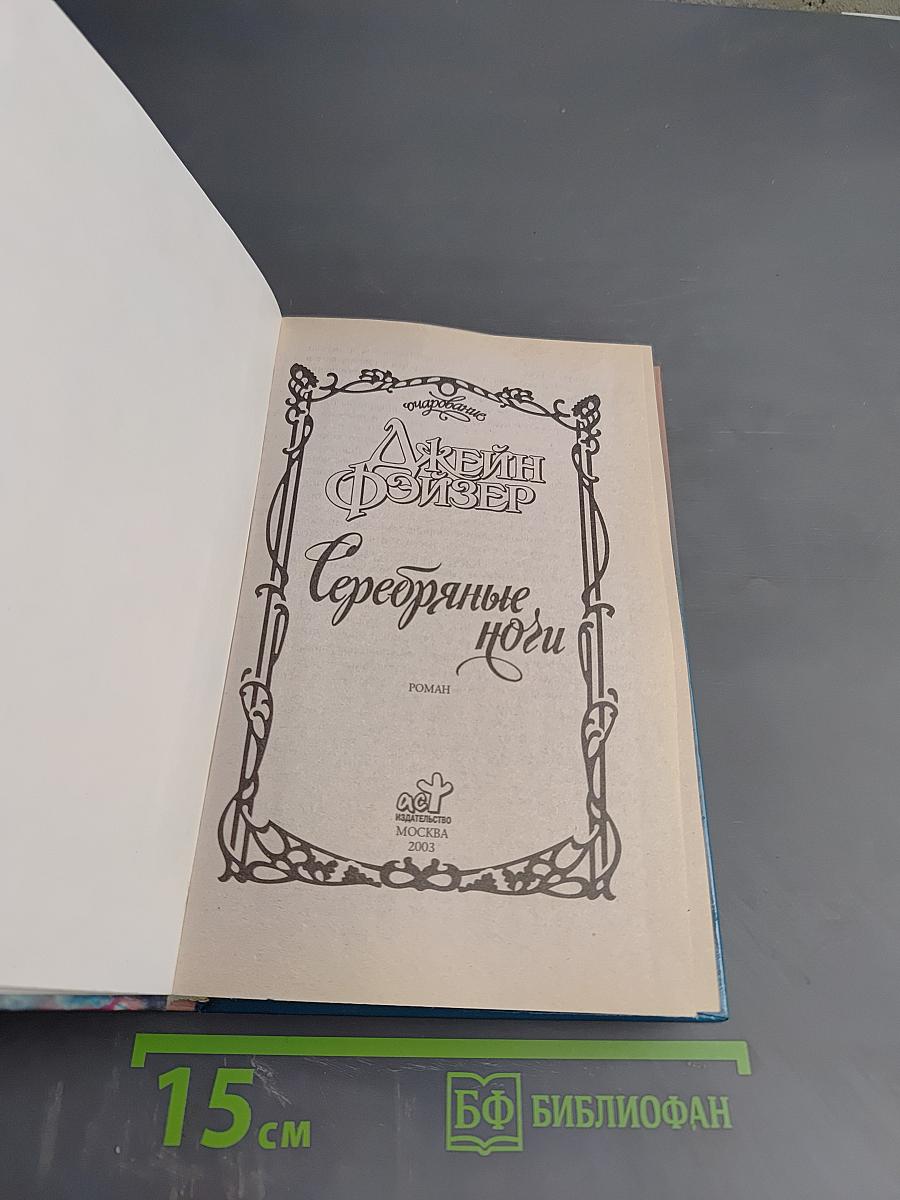 очарование
ДЖЕЙН
ФЭЙЗЕР
Серебряные
ночи
РОМАН
аст
ИЗДАТЕЛЬСТВО
МОСКВА
2003
15 см
БФ БИБЛИОФАН